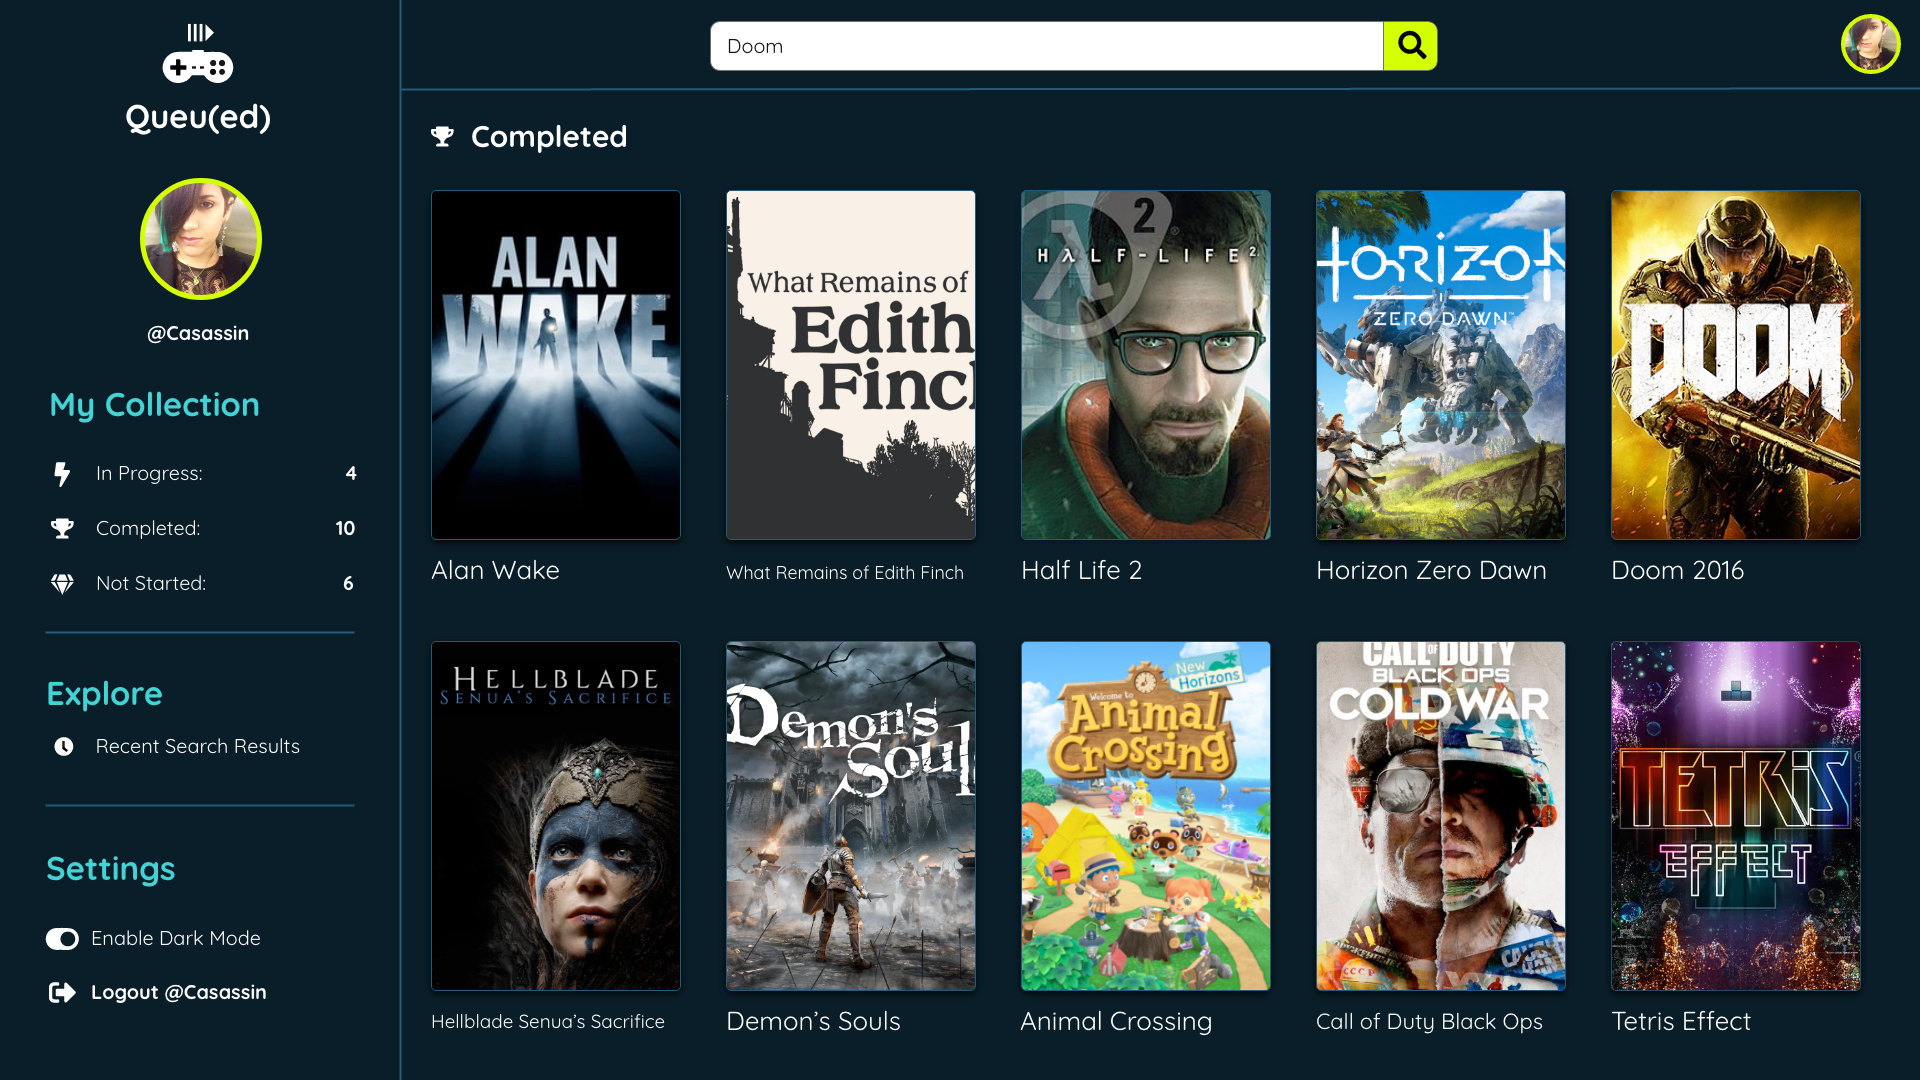 Queu(ed)
@Casassin
My Collection
In Progress: 4
Completed: 10
Not Started: 6
Explore
Recent Search Results
Settings
Enable Dark Mode
Logout @Casassin
Doom
Completed
ALAN
WAKE
Alan Wake
What Remains of
Edith
Finch
What Remains of Edith Finch
2
HλLF-LIFE 2
Half Life 2
HORIZON
ZERO DAWN™
Horizon Zero Dawn
DOOM
Doom 2016
HELLBLADE
SENUA'S SACRIFICE
Hellblade Senua’s Sacrifice
Demon's
Soul
Demon’s Souls
New
Horizons
Welcome to
Animal
Crossing
Animal Crossing
CALL OF DUTY
BLACK OPS
COLD WAR
CCCP
Call of Duty Black Ops
TETRIS
EFFECT
Tetris Effect